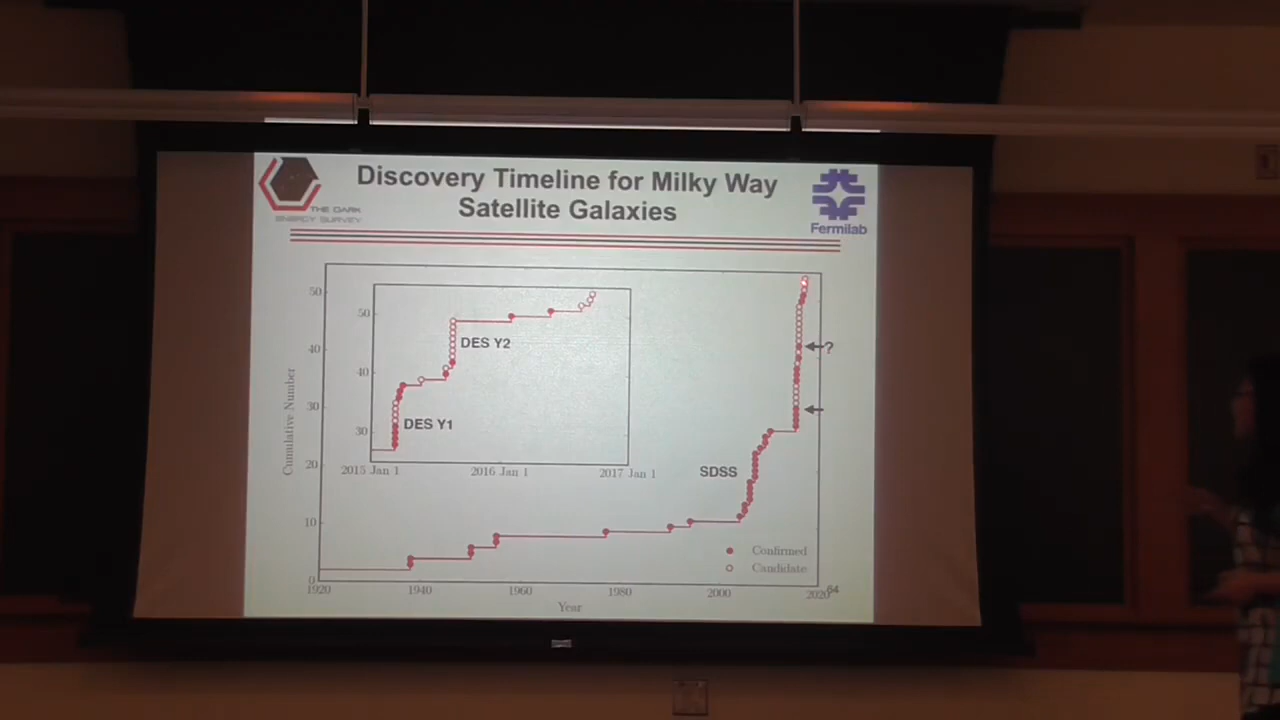 Discovery Timeline for Milky Way
Satellite Galaxies
THE DARK
ENERGY SURVEY
Fermilab
50
40
30
20
10
0
Cumulative Number
1920
1940
1960
1980
2000
2020
Year
50
40
30
2015 Jan 1
2016 Jan 1
2017 Jan 1
DES Y2
DES Y1
SDSS
?
Confirmed
Candidate
64